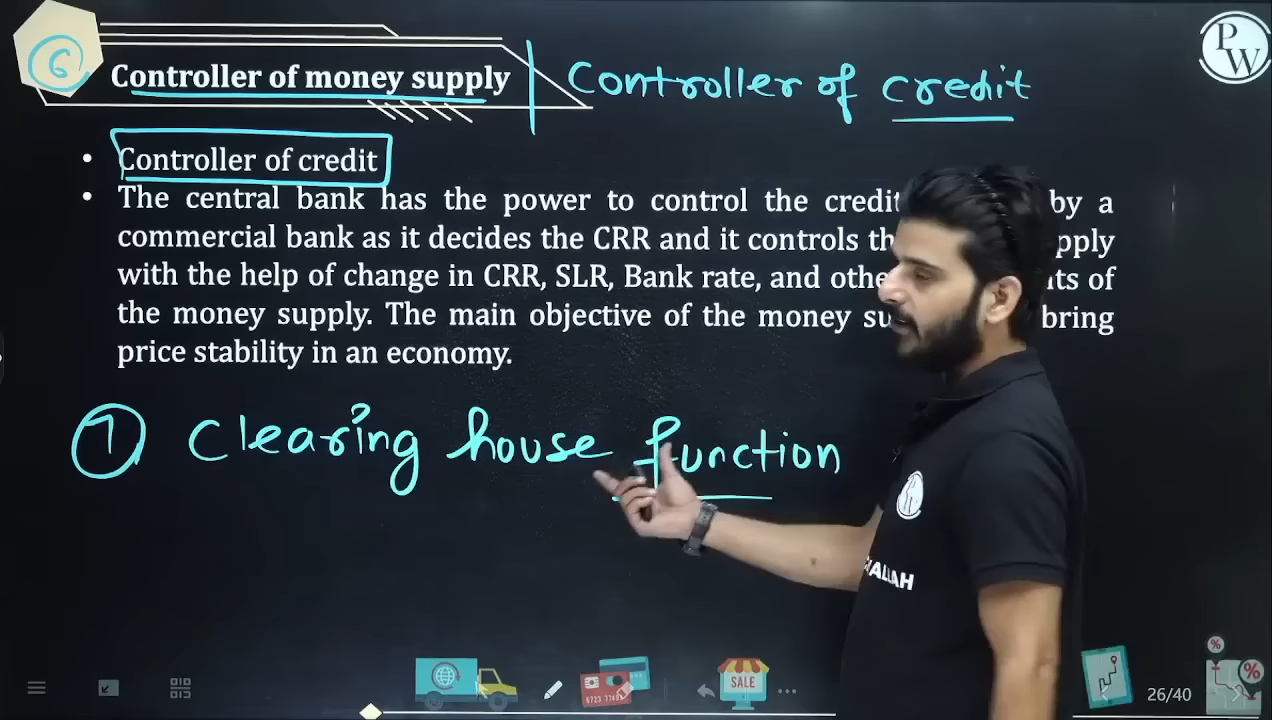 6
Controller of money supply
Controller of credit
PW
• Controller of credit
• The central bank has the power to control the credit by a
commercial bank as it decides the CRR and it controls
with the help of change in CRR, SLR, Bank rate, and of
the money supply. The main objective of the money bring
price stability in an economy.
7 Clearing house function
SALE
26/40
%
%